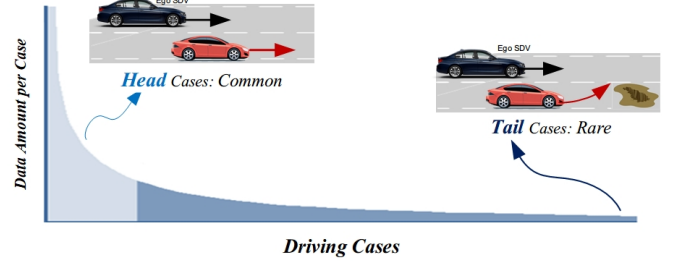 Ego SDV
Head Cases: Common
Ego SDV
Tail Cases: Rare
Data Amount per Case
Driving Cases